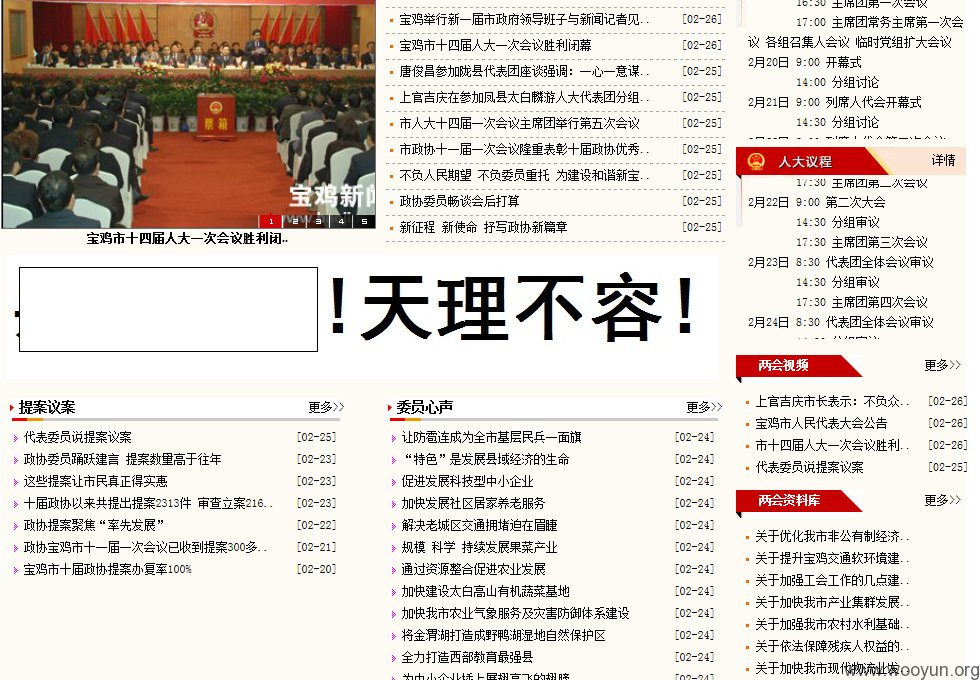 票箱
宝鸡新闻
1 2 3 4 5
宝鸡市十四届人大一次会议胜利闭..
宝鸡举行新一届市政府领导班子与新闻记者见.. [02-26]
宝鸡市十四届人大一次会议胜利闭幕 [02-26]
唐俊昌参加陇县代表团座谈强调：一心一意谋.. [02-25]
上官吉庆在参加凤县太白麟游人大代表团分组.. [02-25]
市人大十四届一次会议主席团举行第五次会议 [02-25]
市政协十一届一次会议隆重表彰十届政协优秀.. [02-25]
不负人民期望 不负委员重托 为建设和谐新宝.. [02-25]
政协委员畅谈会后打算 [02-25]
新征程 新使命 抒写政协新篇章 [02-25]
16:30 主席团第一次会议
17:00 主席团常务主席第一次会
议 各组召集人会议 临时党组扩大会议
2月20日 9:00 开幕式
14:00 分组讨论
2月21日 9:00 列席人代会开幕式
14:30 分组讨论
人大议程 详情
17:30 主席团第二次会议
2月22日 9:00 第二次大会
14:30 分组审议
17:30 主席团第三次会议
2月23日 8:30 代表团全体会议审议
14:30 分组审议
17:30 主席团第四次会议
2月24日 8:30 代表团全体会议审议
！天理不容！
提案议案 更多>>
代表委员说提案议案 [02-25]
政协委员踊跃建言 提案数量高于往年 [02-23]
这些提案让市民真正得实惠 [02-23]
十届政协以来共提出提案2313件 审查立案216.. [02-23]
政协提案聚焦“率先发展” [02-22]
政协宝鸡市十一届一次会议已收到提案300多.. [02-21]
宝鸡市十届政协提案办复率100% [02-20]
委员心声 更多>>
让防雹连成为全市基层民兵一面旗 [02-24]
“特色”是发展县域经济的生命 [02-24]
促进发展科技型中小企业 [02-24]
加快发展社区居家养老服务 [02-24]
解决老城区交通拥堵迫在眉睫 [02-24]
规模 科学 持续发展果菜产业 [02-24]
通过资源整合促进农业发展 [02-24]
加快建设太白高山有机蔬菜基地 [02-24]
加快我市农业气象服务及灾害防御体系建设 [02-24]
将金渭湖打造成野鸭湖湿地自然保护区 [02-24]
全力打造西部教育最强县 [02-24]
为中小企业插上展翅高飞的翅膀
两会视频 更多>>
上官吉庆市长表示：不负众.. [02-26]
宝鸡市人民代表大会公告 [02-26]
市十四届人大一次会议胜利.. [02-26]
代表委员说提案议案 [02-25]
两会资料库 更多>>
关于优化我市非公有制经济..
关于提升宝鸡交通软环境建..
关于加强工会工作的几点建..
关于加快我市产业集群发展..
关于加强我市农村水利基础..
关于依法保障残疾人权益的..
关于加快我市现代物流业发..
www.wooyun.org